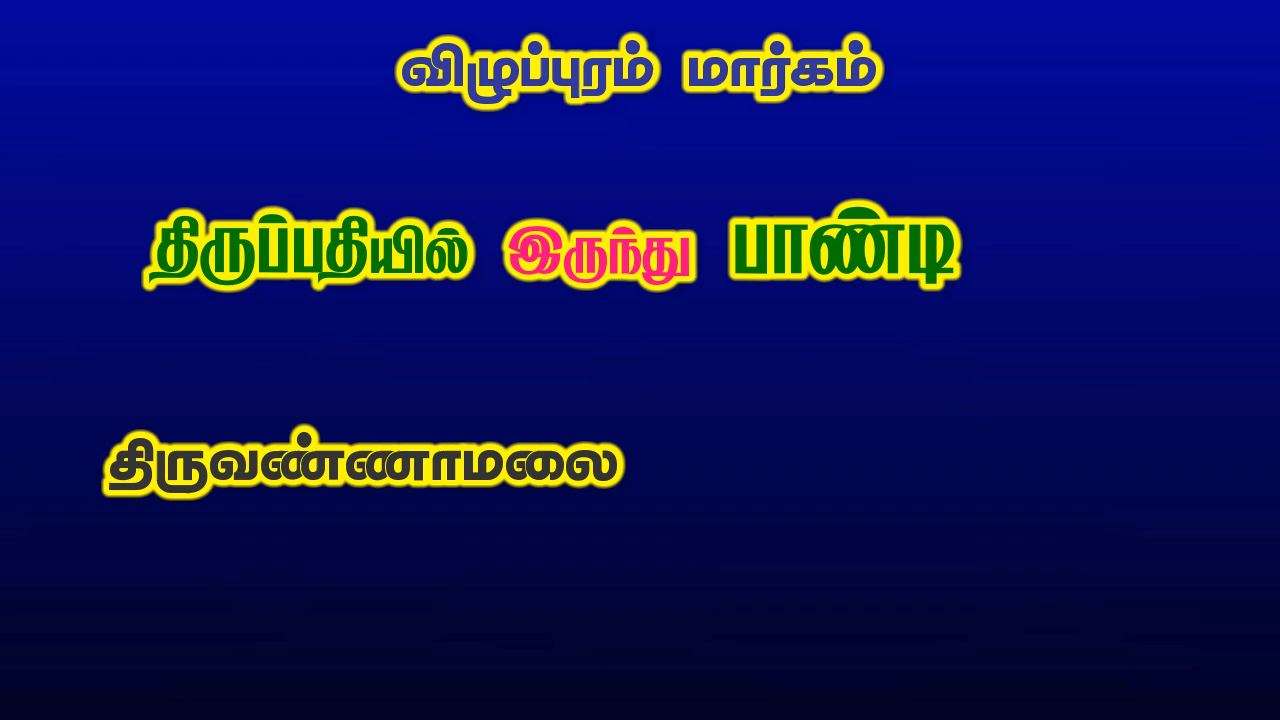 விழுப்புரம் மார்கம்
திருப்பதியில் இருந்து பாண்டி
திருவண்ணாமலை